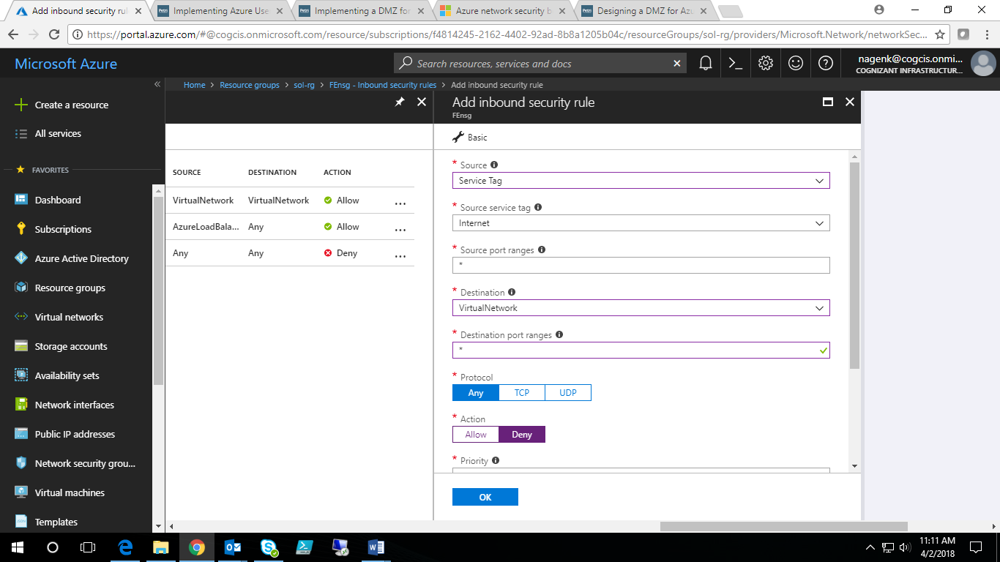 Add inbound security rul
Implementing Azure Use
Implementing a DMZ for
Azure network security b
Designing a DMZ for Azu
https://portal.azure.com/#@cogcis.onmicrosoft.com/resource/subscriptions/f4814245-2162-4402-92ad-8b8a1205b04c/resourceGroups/sol-rg/providers/Microsoft.Network/networkSec...
Microsoft Azure
Search resources, services and docs
nagenk@cogcis.onmi...
COGNIZANT INFRASTRUCTUR...
Home > Resource groups > sol-rg > FEnsg - Inbound security rules > Add inbound security rule
Create a resource
All services
FAVORITES
Dashboard
Subscriptions
Azure Active Directory
Resource groups
Virtual networks
Storage accounts
Availability sets
Network interfaces
Public IP addresses
Network security grou...
Virtual machines
Templates
SOURCE DESTINATION ACTION
VirtualNetwork VirtualNetwork Allow ...
AzureLoadBala... Any Allow ...
Any Any Deny ...
Add inbound security rule
FEnsg
Basic
* Source
Service Tag
* Source service tag
Internet
* Source port ranges
*
* Destination
VirtualNetwork
* Destination port ranges
*
* Protocol
Any TCP UDP
* Action
Allow Deny
* Priority
OK
11:11 AM
4/2/2018